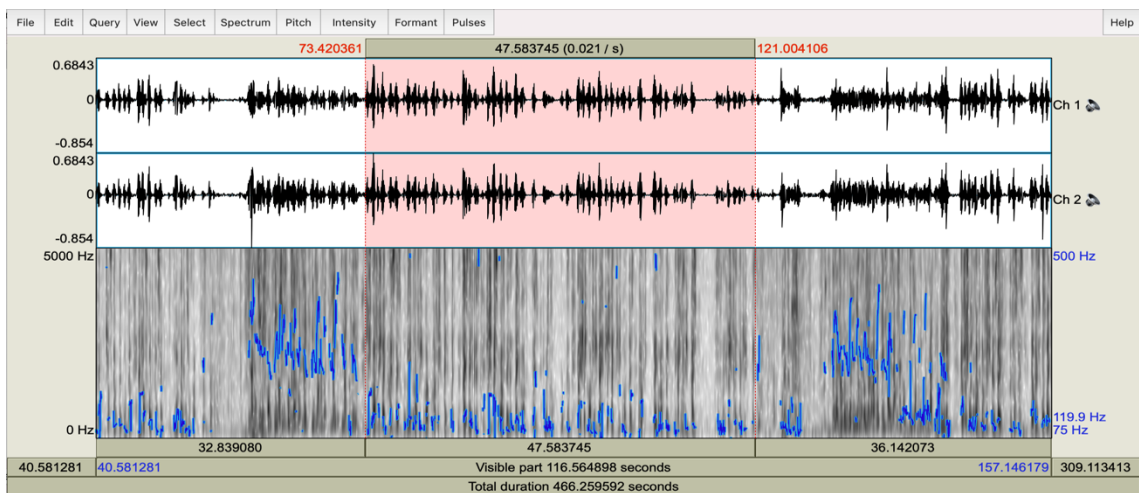 File Edit Query View Select Spectrum Pitch Intensity Formant Pulses Help
73.420361 47.583745 (0.021 / s) 121.004106
0.6843
0
-0.854
Ch 1
0.6843
0
-0.854
Ch 2
5000 Hz 500 Hz
119.9 Hz
0 Hz 75 Hz
32.839080 47.583745 36.142073
40.581281 40.581281 Visible part 116.564898 seconds 157.146179 309.113413
Total duration 466.259592 seconds